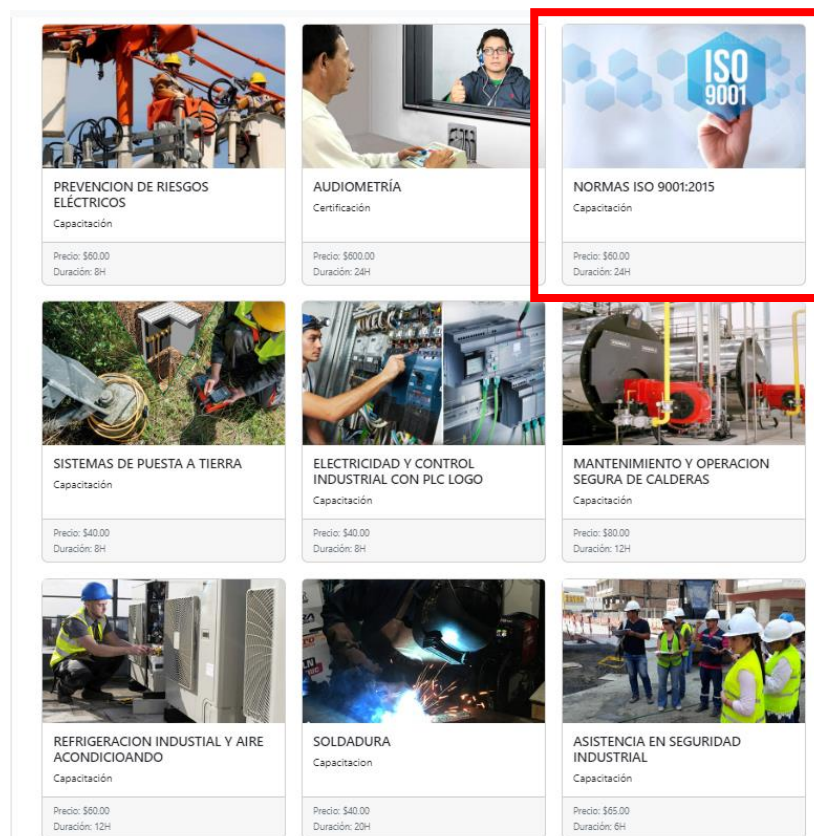 ISO
9001
PREVENCION DE RIESGOS
ELÉCTRICOS
Capacitación
Precio: $60.00
Duración: 8H
AUDIOMETRÍA
Certificación
Precio: $600.00
Duración: 24H
NORMAS ISO 9001:2015
Capacitación
Precio: $60.00
Duración: 24H
SISTEMAS DE PUESTA A TIERRA
Capacitación
Precio: $40.00
Duración: 8H
ELECTRICIDAD Y CONTROL
INDUSTRIAL CON PLC LOGO
Capacitación
Precio: $40.00
Duración: 8H
MANTENIMIENTO Y OPERACION
SEGURA DE CALDERAS
Capacitación
Precio: $80.00
Duración: 12H
REFRIGERACION INDUSTIAL Y AIRE
ACONDICIOANDO
Capacitación
Precio: $60.00
Duración: 12H
SOLDADURA
Capacitacion
Precio: $40.00
Duración: 20H
ASISTENCIA EN SEGURIDAD
INDUSTRIAL
Capacitación
Precio: $65.00
Duración: 6H